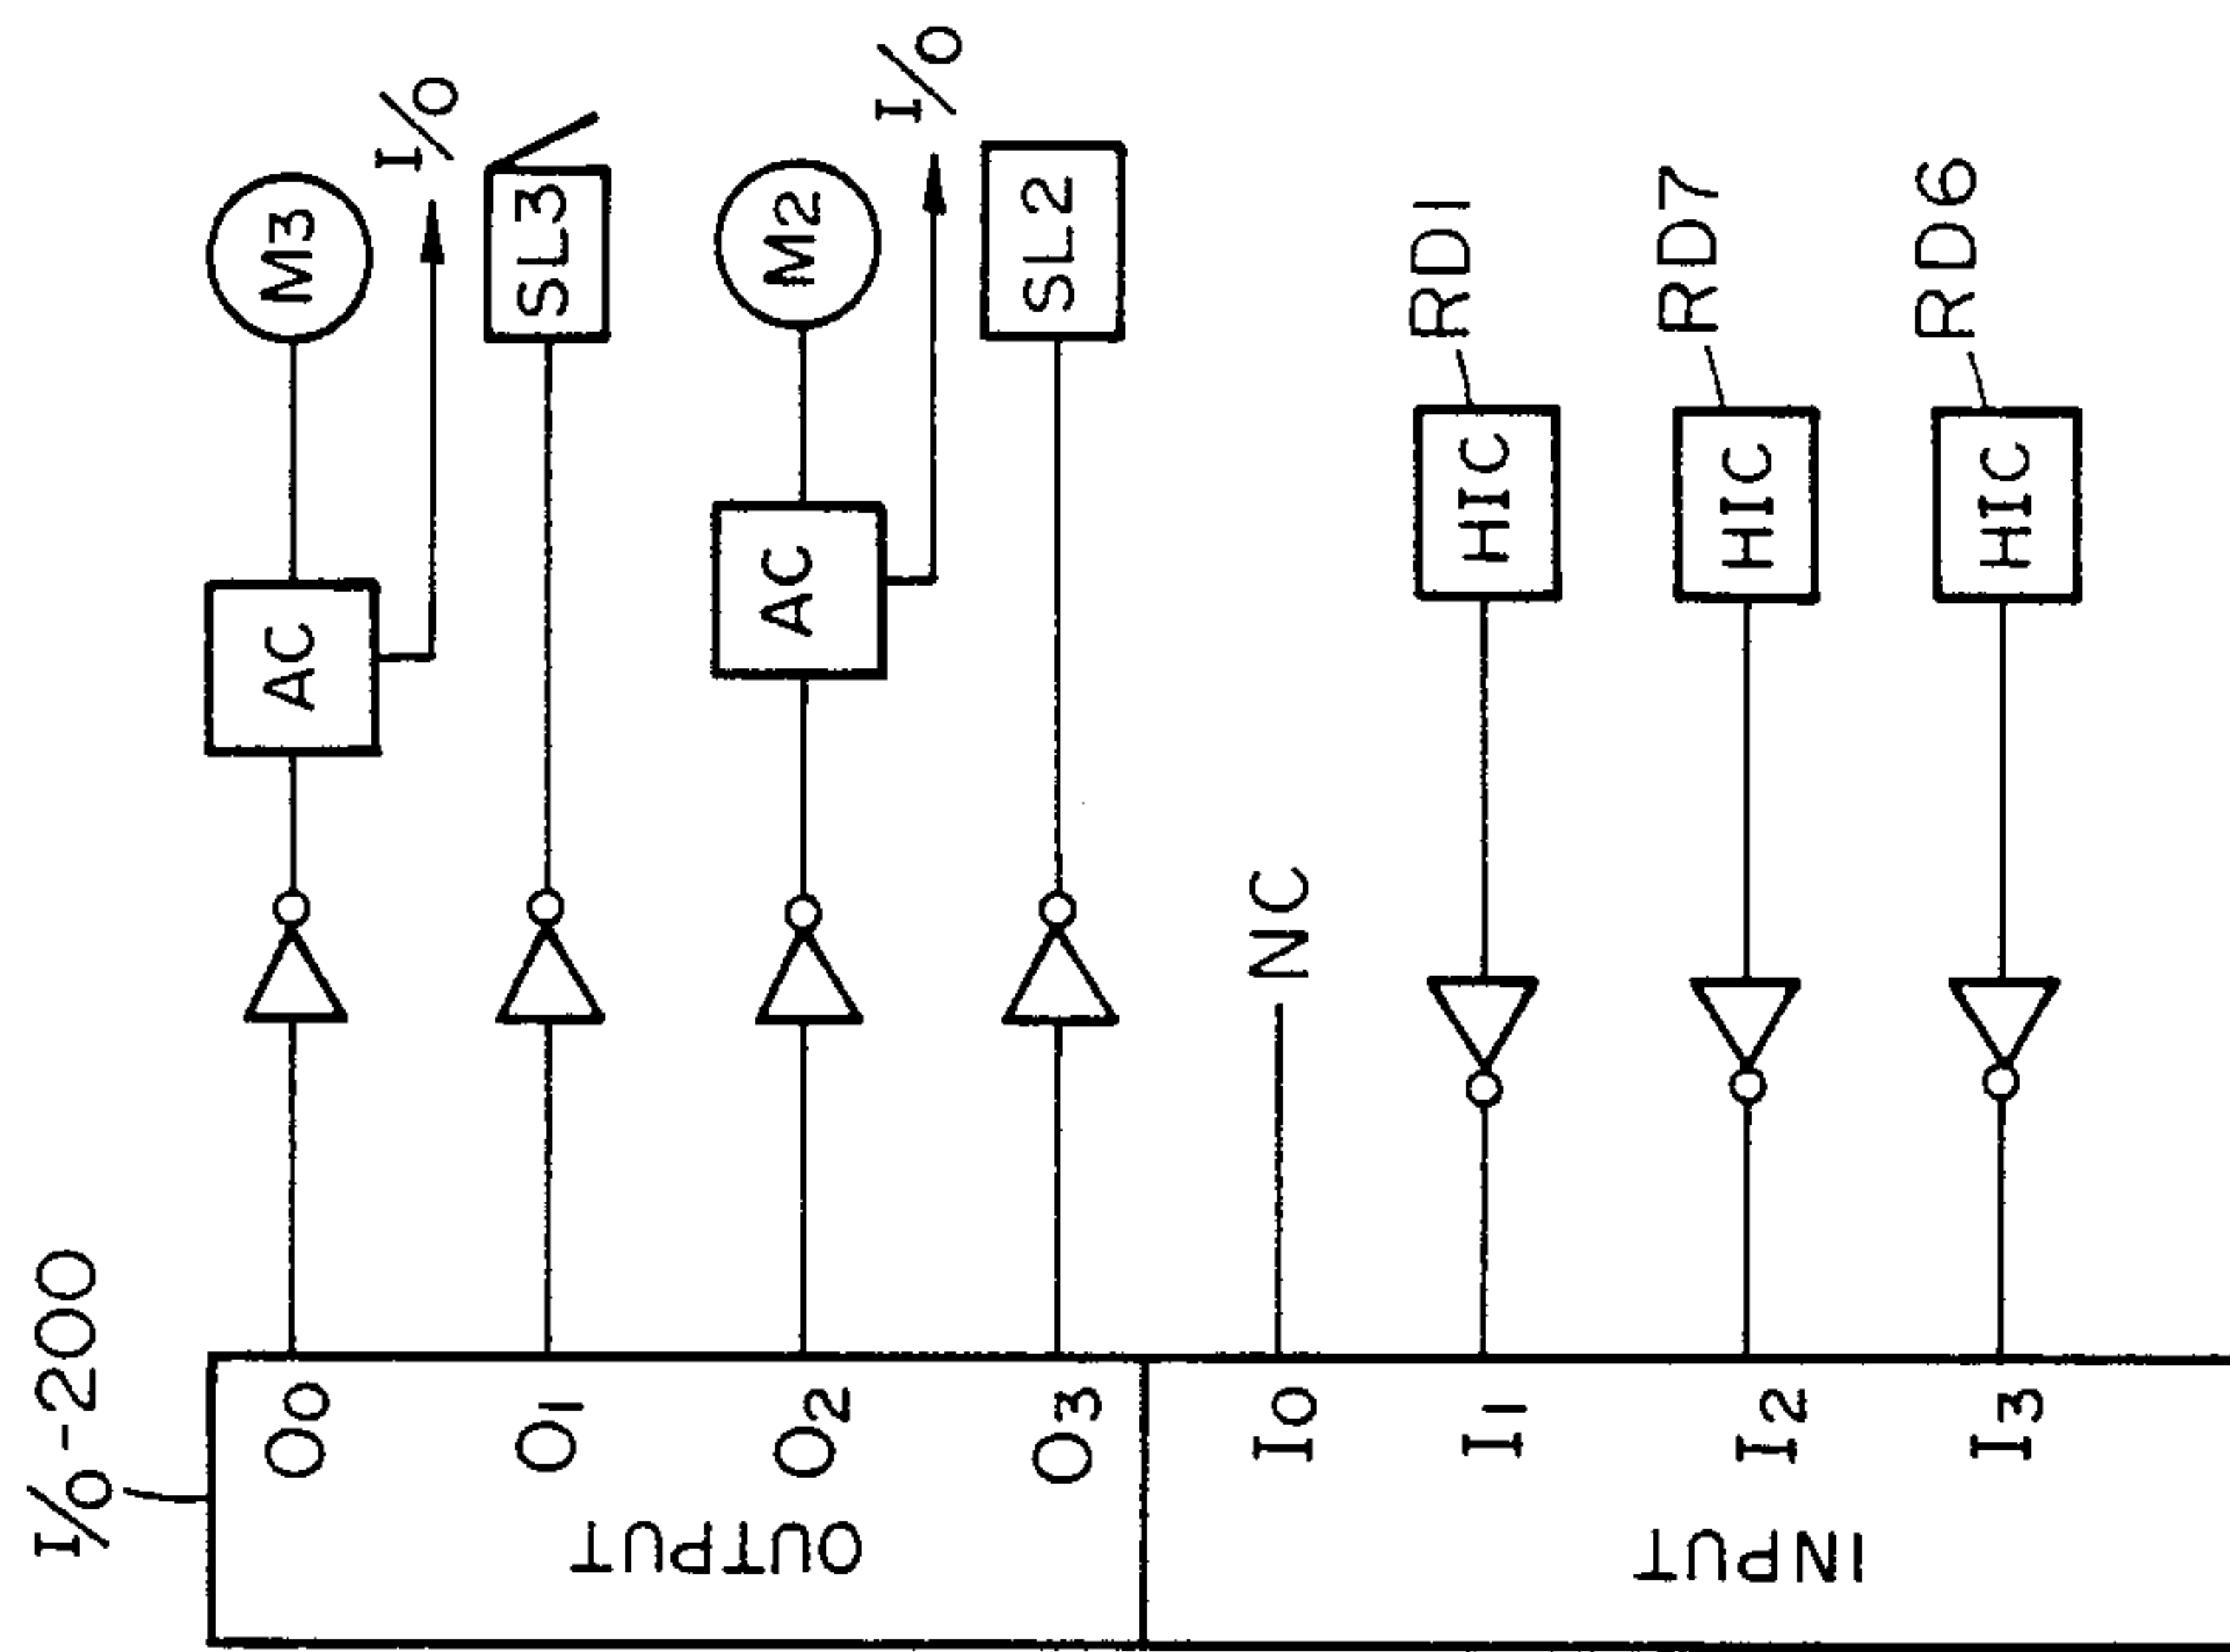 I/O-200
OUTPUT
O0
AC
M3
I/O
O1
SL3
O2
AC
M2
I/O
O3
SL2
INPUT
I0
NC
I1
HIC
RD1
I2
HIC
RD7
I3
HIC
RD6